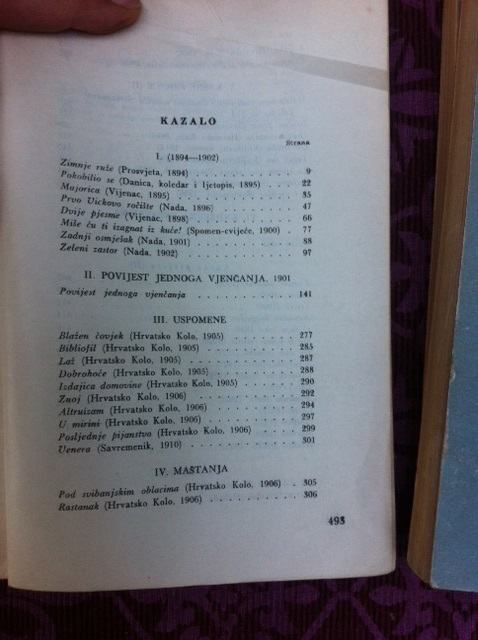 KAZALO
Strana
I. (1894—1902)
Zimnje ruže (Prosvjeta, 1894) . . . . . . . . 9
Pokobilio se (Danica, koledar i ljetopis, 1895) . . . . 22
Majorica (Vijenac, 1895) . . . . . . . . . 35
Prvo Vickovo ročište (Nada, 1896) . . . . . . 47
Dvije pjesme (Vijenac, 1898) . . . . . . . . 66
Miše ću ti izagnat iz kuće! (Spomen-cvijeće, 1900) . 77
Zadnji osmješak (Nada, 1901) . . . . . . . . 88
Zeleni zastor (Nada, 1902) . . . . . . . . . 97
II. POVIJEST JEDNOGA VJENČANJA, 1901
Povijest jednoga vjenčanja . . . . . . . . . 141
III. USPOMENE
Blažen čovjek (Hrvatsko Kolo, 1905) . . . . . . 277
Bibliofil (Hrvatsko Kolo, 1905) . . . . . . . . 285
Laž (Hrvatsko Kolo, 1905) . . . . . . . . . 287
Dobrohoće (Hrvatsko Kolo, 1905) . . . . . . . 288
Izdajica domovine (Hrvatsko Kolo, 1905) . . . . . 290
Znoj (Hrvatsko Kolo, 1906) . . . . . . . . . 292
Altruizam (Hrvatsko Kolo, 1906) . . . . . . . 294
U mirini (Hrvatsko Kolo, 1906) . . . . . . . . 297
Posljednje pijanstvo (Hrvatsko Kolo, 1906) . . . . 299
Venera (Savremenik, 1910) . . . . . . . . . 301
IV. MAŠTANJA
Pod svibanjskim oblacima (Hrvatsko Kolo, 1906) . . 305
Rastanak (Hrvatsko Kolo, 1906) . . . . . . . . 306
493